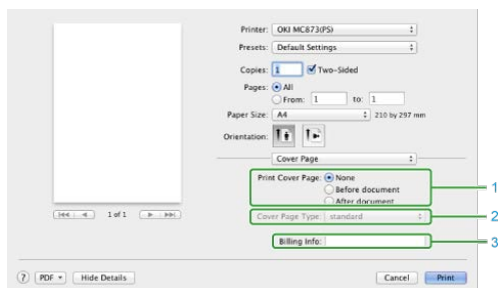 Printer: OKI MC873(PS)
Presets: Default Settings
Copies: 1 Two-Sided
Pages: All
From: 1 to: 1
Paper Size: A4 210 by 297 mm
Orientation:
Cover Page
Print Cover Page: None
Before document
After document
1
Cover Page Type: standard
2
Billing Info:
3
1 of 1
? PDF Hide Details Cancel Print